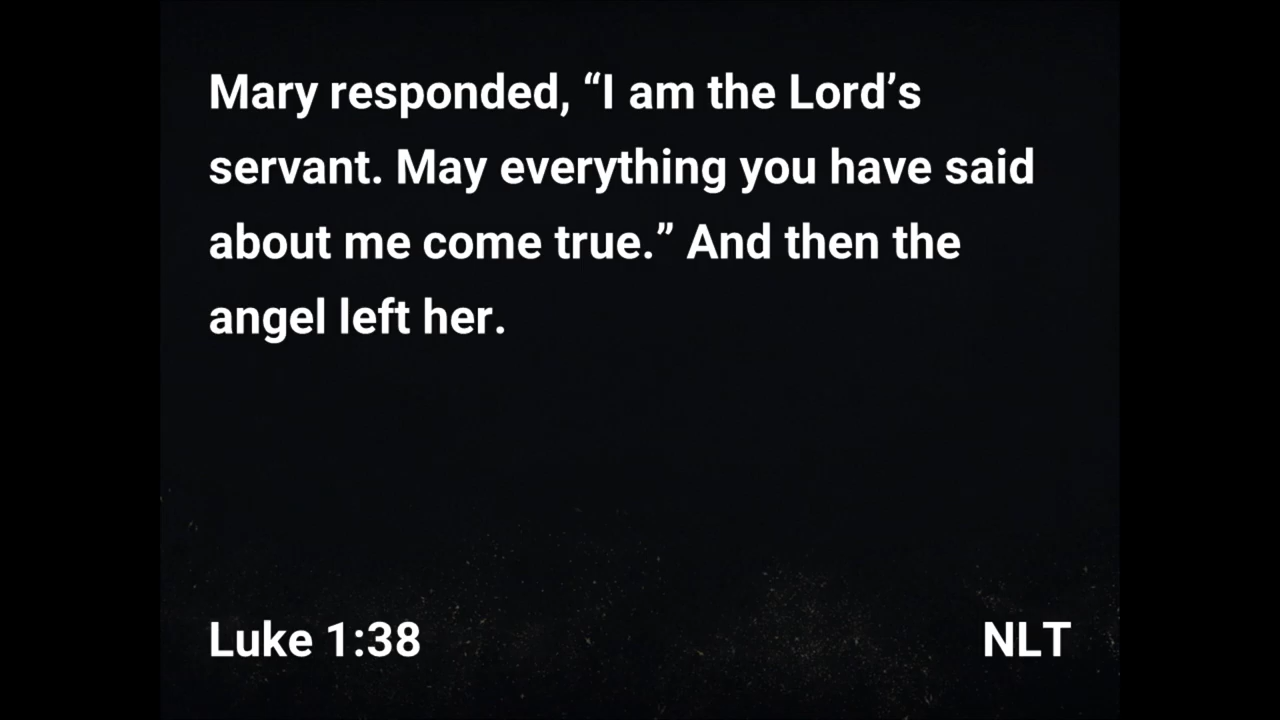 Mary responded, “I am the Lord’s
servant. May everything you have said
about me come true.” And then the
angel left her.
Luke 1:38
NLT